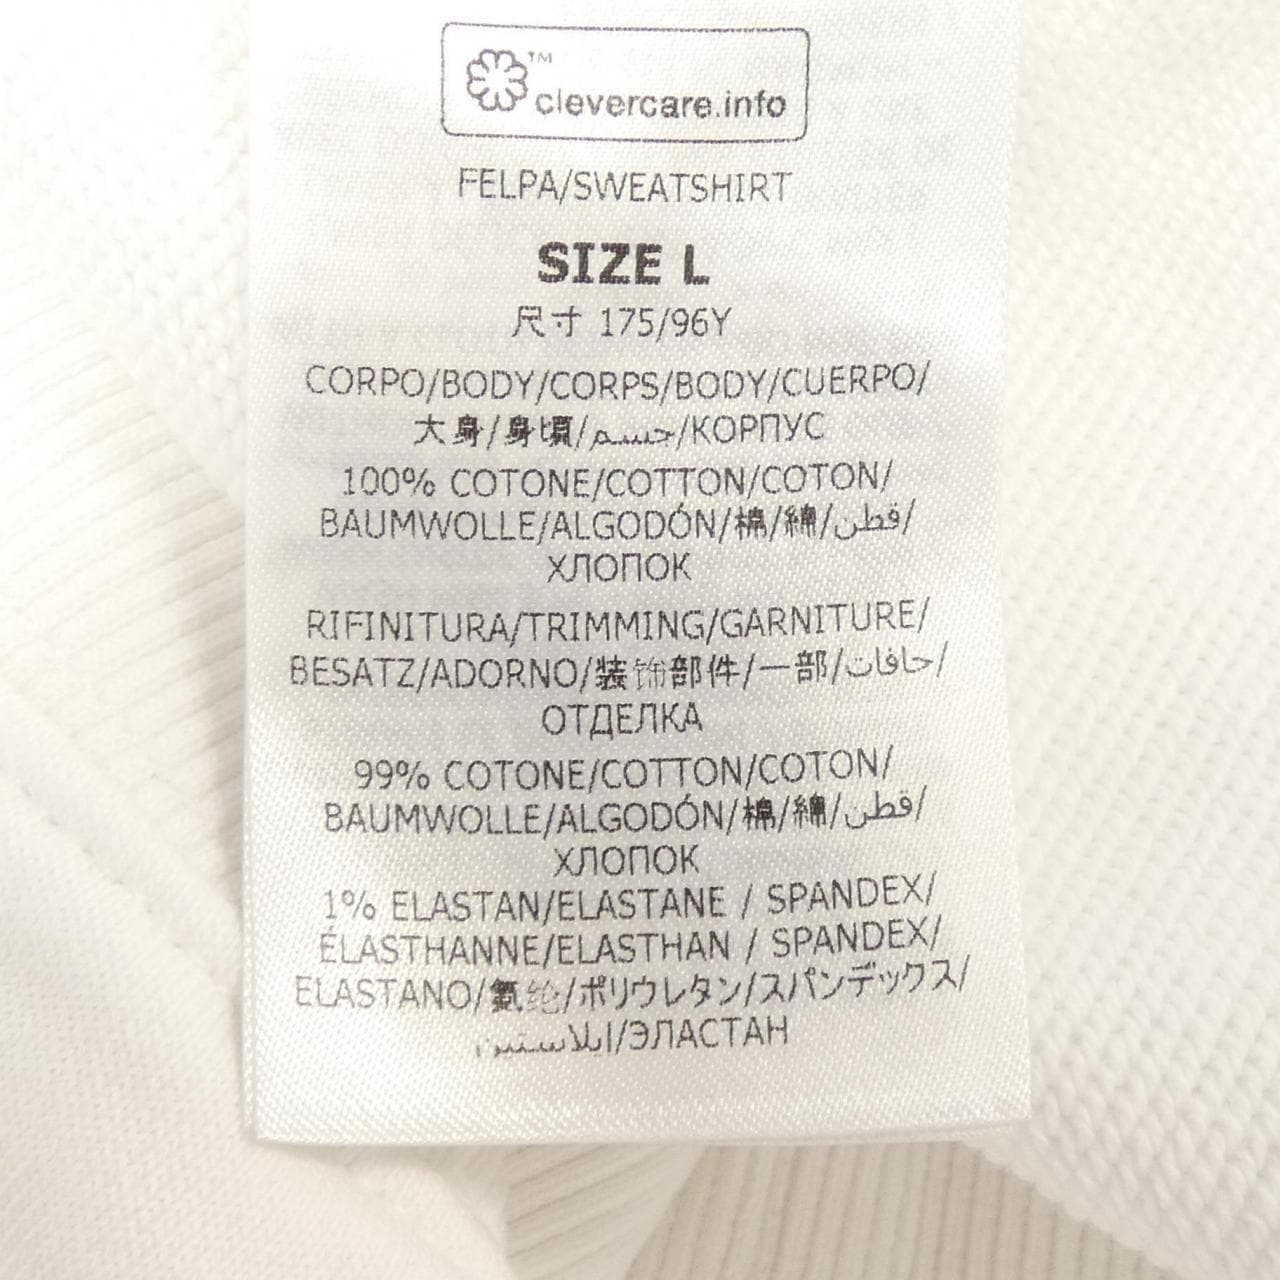 ™ clevercare.info
FELPA/SWEATSHIRT
SIZE L
尺寸 175/96Y
CORPO/BODY/CORPS/BODY/CUERPO/
大身/身頃/جسم/КОРПУС
100% COTONE/COTTON/COTON/
BAUMWOLLE/ALGODÓN/棉/綿/قطن/
ХЛОПОК
RIFINITURA/TRIMMING/GARNITURE/
BESATZ/ADORNO/装饰部件/一部/حافات/
ОТДЕЛКА
99% COTONE/COTTON/COTON/
BAUMWOLLE/ALGODÓN/棉/綿/قطن/
ХЛОПОК
1% ELASTAN/ELASTANE / SPANDEX/
ÉLASTHANNE/ELASTHAN / SPANDEX/
ELASTANO/氨纶/ポリウレタン/スパンデックス/
ايلاستين/ЭЛАСТАН